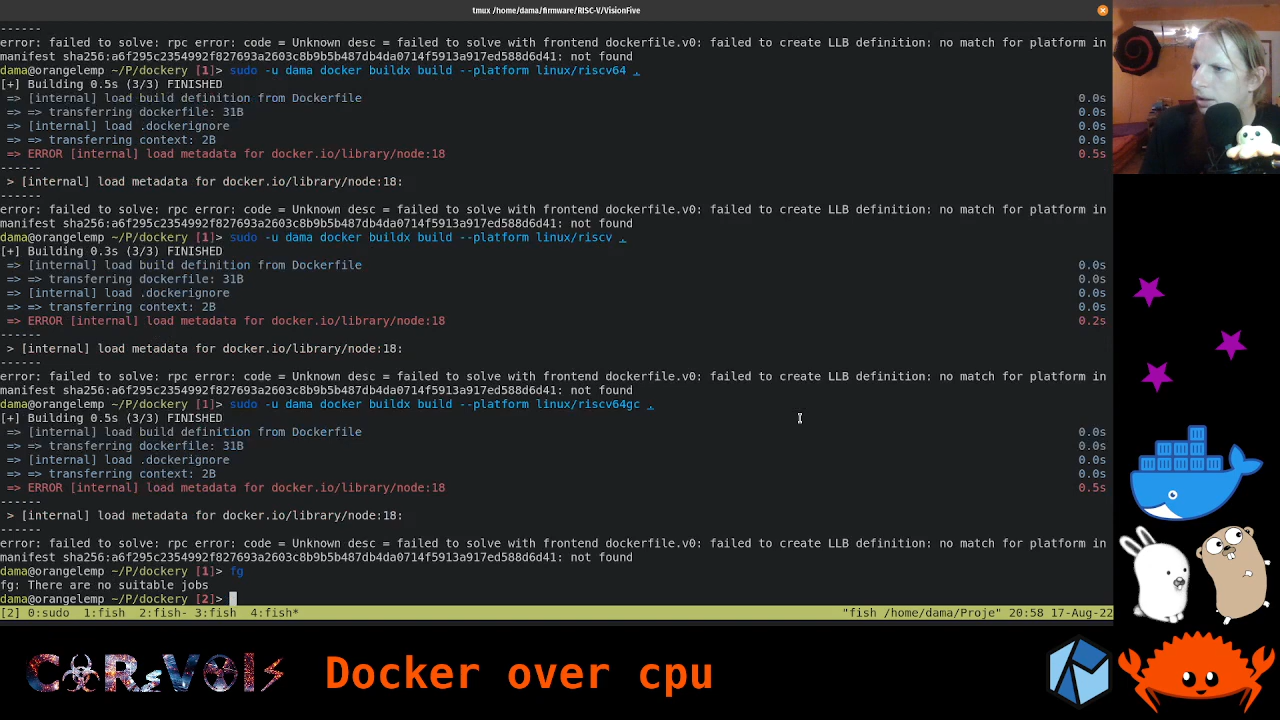 tmux /home/dama/firmware/RISC-V/VisionFive
------
error: failed to solve: rpc error: code = Unknown desc = failed to solve with frontend dockerfile.v0: failed to create LLB definition: no match for platform in
manifest sha256:a6f295c2354992f827693a2603c8b9b5b487db4da0714f5913a917ed588d6d41: not found
dama@orangelemp ~/P/dockery [1]> sudo -u dama docker buildx build --platform linux/riscv64 .
[+] Building 0.5s (3/3) FINISHED
=> [internal] load build definition from Dockerfile 0.0s
=> => transferring dockerfile: 31B 0.0s
=> [internal] load .dockerignore 0.0s
=> => transferring context: 2B 0.0s
=> ERROR [internal] load metadata for docker.io/library/node:18 0.5s
------
> [internal] load metadata for docker.io/library/node:18:
------
error: failed to solve: rpc error: code = Unknown desc = failed to solve with frontend dockerfile.v0: failed to create LLB definition: no match for platform in
manifest sha256:a6f295c2354992f827693a2603c8b9b5b487db4da0714f5913a917ed588d6d41: not found
dama@orangelemp ~/P/dockery [1]> sudo -u dama docker buildx build --platform linux/riscv .
[+] Building 0.3s (3/3) FINISHED
=> [internal] load build definition from Dockerfile 0.0s
=> => transferring dockerfile: 31B 0.0s
=> [internal] load .dockerignore 0.0s
=> => transferring context: 2B 0.0s
=> ERROR [internal] load metadata for docker.io/library/node:18 0.2s
------
> [internal] load metadata for docker.io/library/node:18:
------
error: failed to solve: rpc error: code = Unknown desc = failed to solve with frontend dockerfile.v0: failed to create LLB definition: no match for platform in
manifest sha256:a6f295c2354992f827693a2603c8b9b5b487db4da0714f5913a917ed588d6d41: not found
dama@orangelemp ~/P/dockery [1]> sudo -u dama docker buildx build --platform linux/riscv64gc .
[+] Building 0.5s (3/3) FINISHED
=> [internal] load build definition from Dockerfile 0.0s
=> => transferring dockerfile: 31B 0.0s
=> [internal] load .dockerignore 0.0s
=> => transferring context: 2B 0.0s
=> ERROR [internal] load metadata for docker.io/library/node:18 0.5s
------
> [internal] load metadata for docker.io/library/node:18:
------
error: failed to solve: rpc error: code = Unknown desc = failed to solve with frontend dockerfile.v0: failed to create LLB definition: no match for platform in
manifest sha256:a6f295c2354992f827693a2603c8b9b5b487db4da0714f5913a917ed588d6d41: not found
dama@orangelemp ~/P/dockery [1]> fg
fg: There are no suitable jobs
dama@orangelemp ~/P/dockery [2]>
[2] 0:sudo 1:fish 2:fish- 3:fish 4:fish* "fish /home/dama/Proje" 20:58 17-Aug-22
Docker over cpu